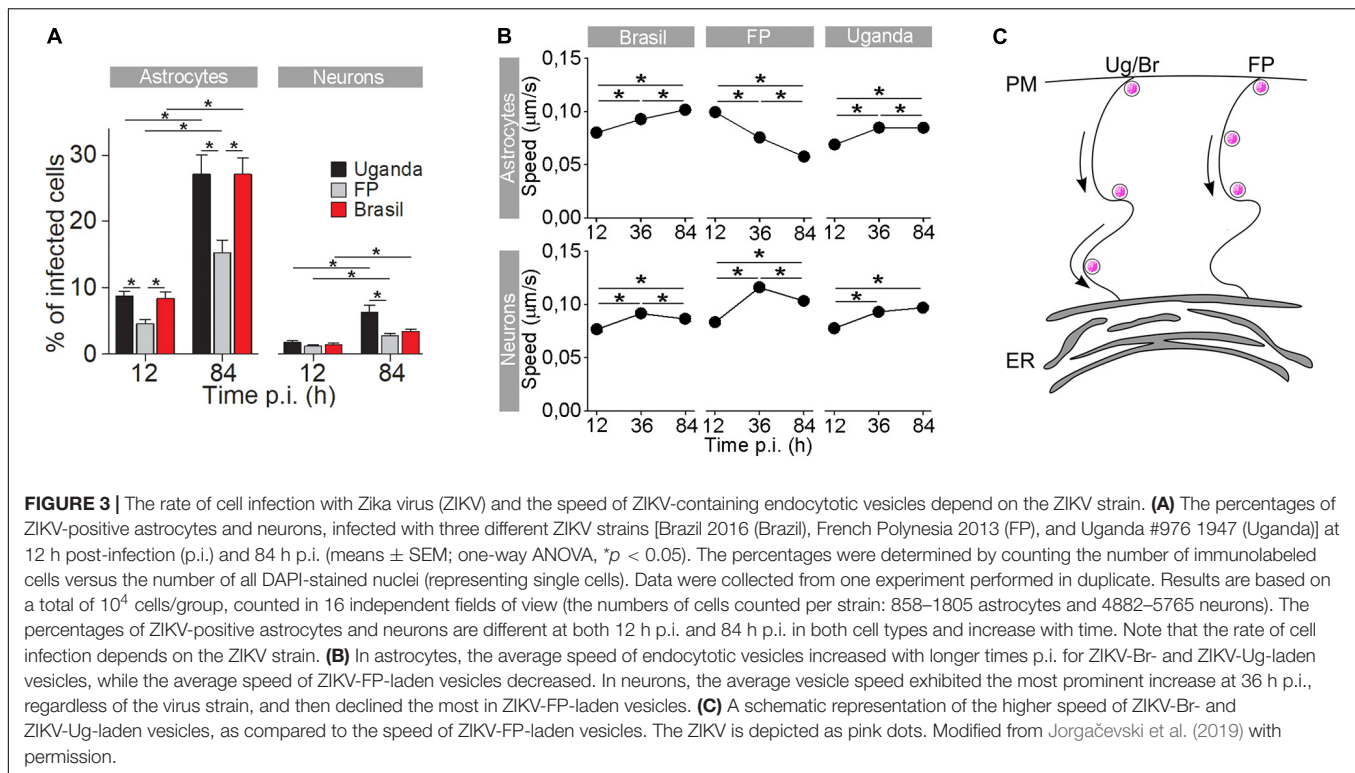 A
Astrocytes
Neurons
% of infected cells
30
20
10
0
* * *
* * *
* *
* *
*
Uganda
FP
Brasil
12 84 12 84
Time p.i. (h)
B
Brasil FP Uganda
Astrocytes
Speed (µm/s)
0,15
0,10
0,05
0,00
* * *
* * * * * *
12 36 84 12 36 84 12 36 84
Neurons
Speed (µm/s)
0,15
0,10
0,05
0,00
* * *
* * * * *
12 36 84 12 36 84 12 36 84
Time p.i. (h)
C
Ug/Br FP
PM
ER
FIGURE 3 | The rate of cell infection with Zika virus (ZIKV) and the speed of ZIKV-containing endocytotic vesicles depend on the ZIKV strain. (A) The percentages of
ZIKV-positive astrocytes and neurons, infected with three different ZIKV strains [Brazil 2016 (Brazil), French Polynesia 2013 (FP), and Uganda #976 1947 (Uganda)] at
12 h post-infection (p.i.) and 84 h p.i. (means ± SEM; one-way ANOVA, *p < 0.05). The percentages were determined by counting the number of immunolabeled
cells versus the number of all DAPI-stained nuclei (representing single cells). Data were collected from one experiment performed in duplicate. Results are based on
a total of 10⁴ cells/group, counted in 16 independent fields of view (the numbers of cells counted per strain: 858–1805 astrocytes and 4882–5765 neurons). The
percentages of ZIKV-positive astrocytes and neurons are different at both 12 h p.i. and 84 h p.i. in both cell types and increase with time. Note that the rate of cell
infection depends on the ZIKV strain. (B) In astrocytes, the average speed of endocytotic vesicles increased with longer times p.i. for ZIKV-Br- and ZIKV-Ug-laden
vesicles, while the average speed of ZIKV-FP-laden vesicles decreased. In neurons, the average vesicle speed exhibited the most prominent increase at 36 h p.i.,
regardless of the virus strain, and then declined the most in ZIKV-FP-laden vesicles. (C) A schematic representation of the higher speed of ZIKV-Br- and
ZIKV-Ug-laden vesicles, as compared to the speed of ZIKV-FP-laden vesicles. The ZIKV is depicted as pink dots. Modified from Jorgačevski et al. (2019) with
permission.